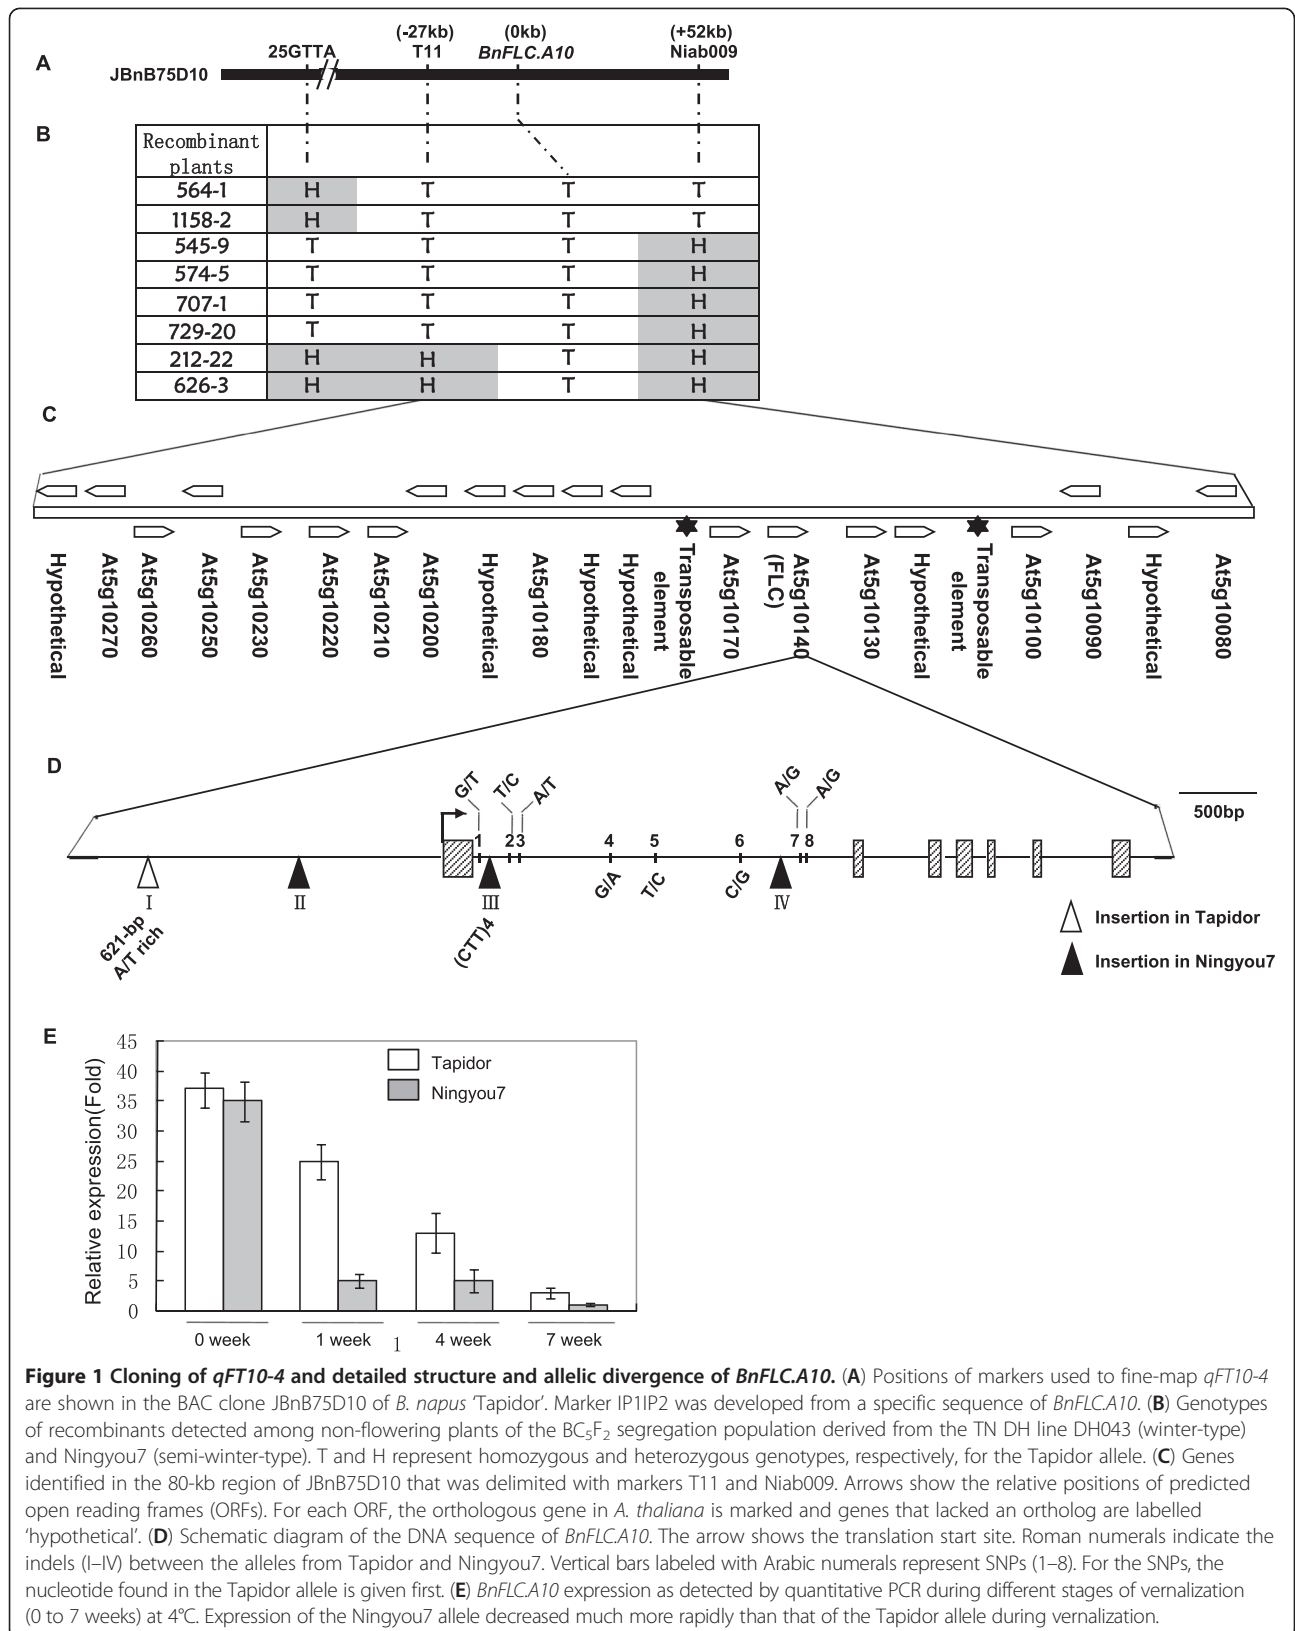 A
JBnB75D10
25GTTA
(-27kb)
T11
(0kb)
BnFLC.A10
(+52kb)
Niab009
B
Recombinant
plants
564-1 H T T T
1158-2 H T T T
545-9 T T T H
574-5 T T T H
707-1 T T T H
729-20 T T T H
212-22 H H T H
626-3 H H T H
C
Hypothetical
At5g10270
At5g10260
At5g10250
At5g10230
At5g10220
At5g10210
At5g10200
Hypothetical
At5g10180
Hypothetical
Hypothetical
Transposable
element
At5g10170
At5g10140
(FLC)
At5g10130
Hypothetical
Transposable
element
At5g10100
At5g10090
Hypothetical
At5g10080
D
G/T
T/C
A/T
A/G
A/G
500bp
1 2 3 4 5 6 7 8
G/A
T/C
C/G
I II III IV
621-bp
A/T rich
(CTT)4
Insertion in Tapidor
Insertion in Ningyou7
E
Relative expression(Fold)
45
40
35
30
25
20
15
10
5
0
Tapidor
Ningyou7
0 week 1 week 4 week 7 week
1
Figure 1 Cloning of qFT10-4 and detailed structure and allelic divergence of BnFLC.A10. (A) Positions of markers used to fine-map qFT10-4
are shown in the BAC clone JBnB75D10 of B. napus ‘Tapidor’. Marker IP1IP2 was developed from a specific sequence of BnFLC.A10. (B) Genotypes
of recombinants detected among non-flowering plants of the BC5F2 segregation population derived from the TN DH line DH043 (winter-type)
and Ningyou7 (semi-winter-type). T and H represent homozygous and heterozygous genotypes, respectively, for the Tapidor allele. (C) Genes
identified in the 80-kb region of JBnB75D10 that was delimited with markers T11 and Niab009. Arrows show the relative positions of predicted
open reading frames (ORFs). For each ORF, the orthologous gene in A. thaliana is marked and genes that lacked an ortholog are labelled
‘hypothetical’. (D) Schematic diagram of the DNA sequence of BnFLC.A10. The arrow shows the translation start site. Roman numerals indicate the
indels (I–IV) between the alleles from Tapidor and Ningyou7. Vertical bars labeled with Arabic numerals represent SNPs (1–8). For the SNPs, the
nucleotide found in the Tapidor allele is given first. (E) BnFLC.A10 expression as detected by quantitative PCR during different stages of vernalization
(0 to 7 weeks) at 4°C. Expression of the Ningyou7 allele decreased much more rapidly than that of the Tapidor allele during vernalization.